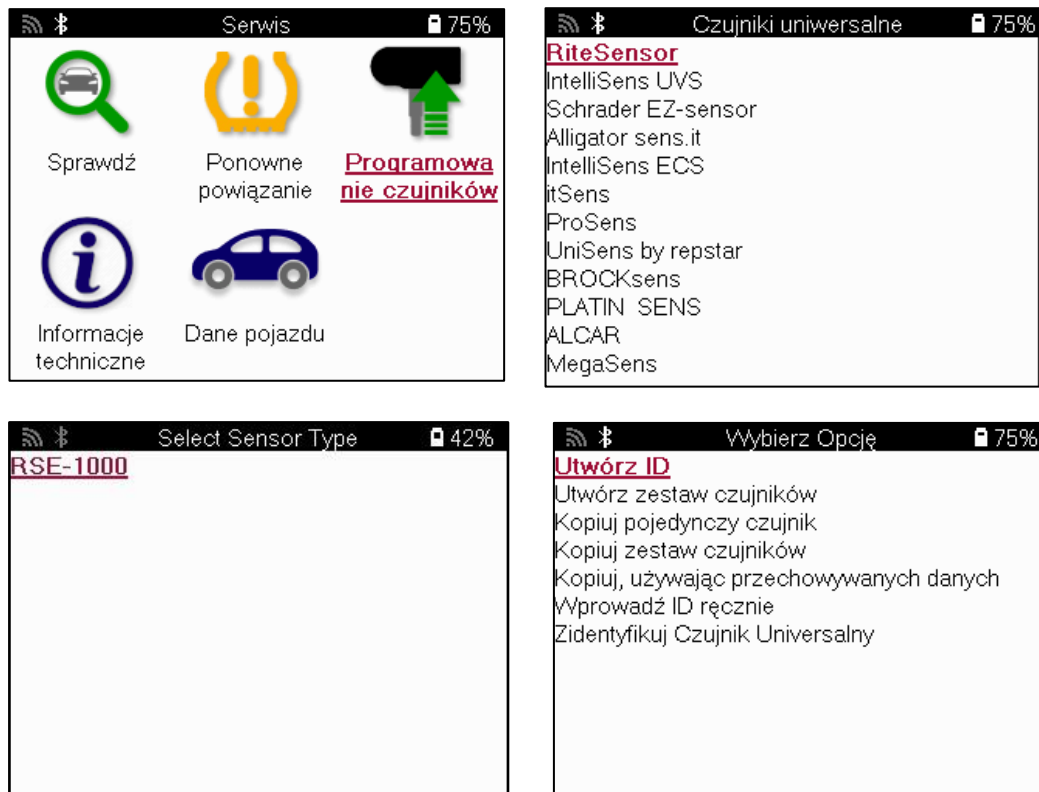 Serwis 75%
Sprawdź
Ponowne
powiązanie
Programowa
nie czujników
Informacje
techniczne
Dane pojazdu
Czujniki uniwersalne 75%
RiteSensor
IntelliSens UVS
Schrader EZ-sensor
Alligator sens.it
IntelliSens ECS
itSens
ProSens
UniSens by repstar
BROCKsens
PLATIN SENS
ALCAR
MegaSens
Select Sensor Type 42%
RSE-1000
Wybierz Opcję 75%
Utwórz ID
Utwórz zestaw czujników
Kopiuj pojedynczy czujnik
Kopiuj zestaw czujników
Kopiuj, używając przechowywanych danych
Wprowadź ID ręcznie
Zidentyfikuj Czujnik Universalny